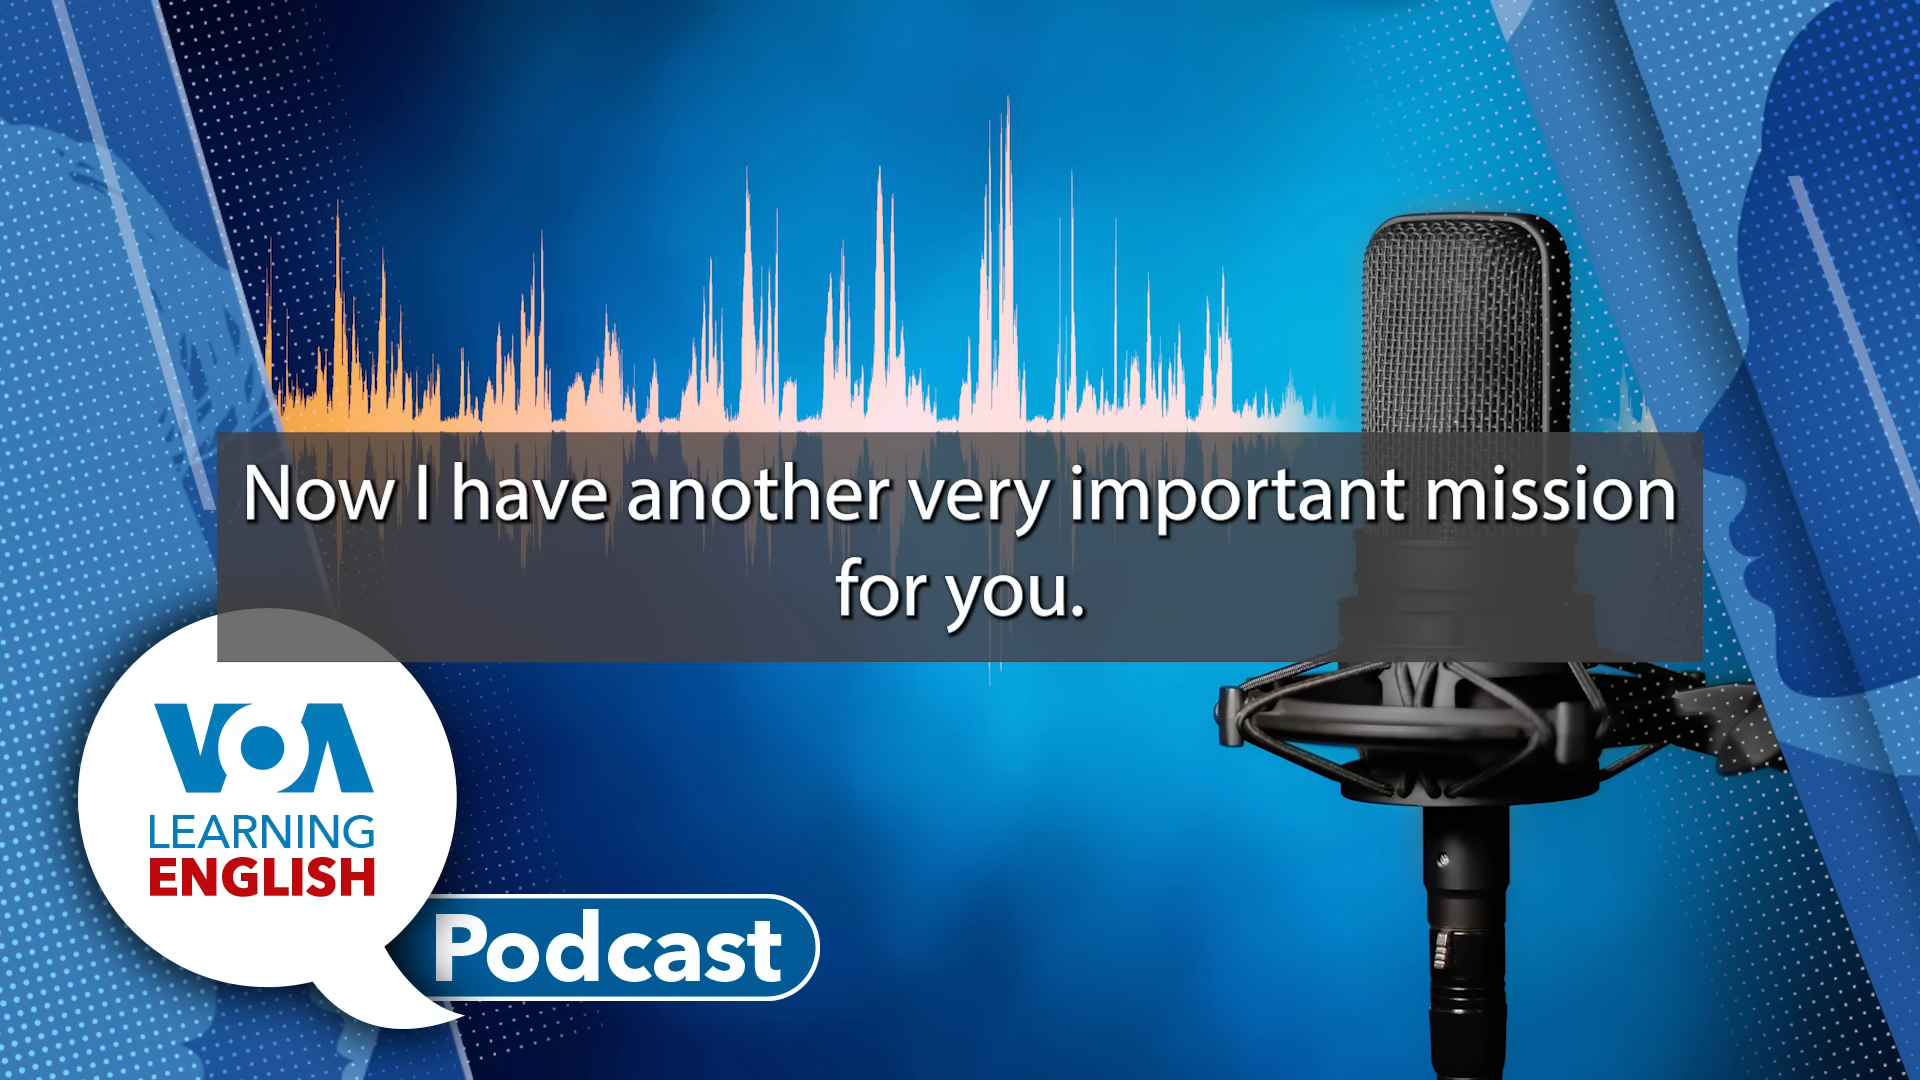 Now I have another very important mission
for you.
VOA
LEARNING
ENGLISH
Podcast